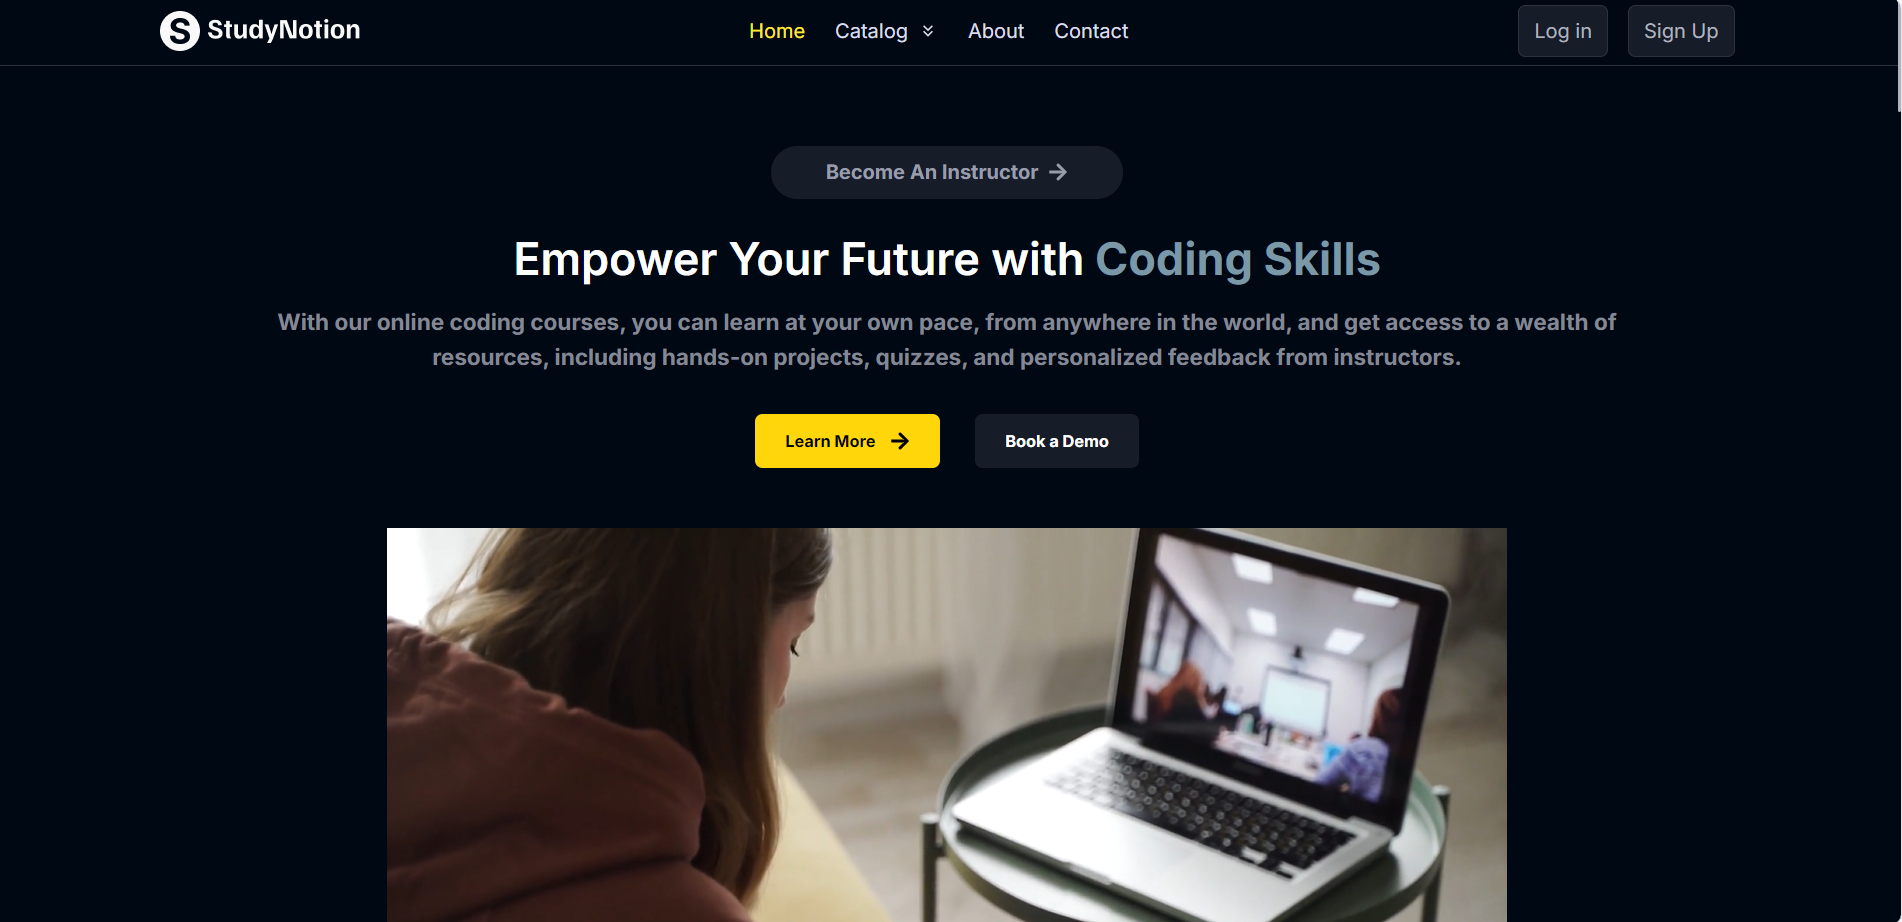 StudyNotion
Home Catalog About Contact
Log in Sign Up
Become An Instructor →
Empower Your Future with Coding Skills
With our online coding courses, you can learn at your own pace, from anywhere in the world, and get access to a wealth of
resources, including hands-on projects, quizzes, and personalized feedback from instructors.
Learn More →
Book a Demo